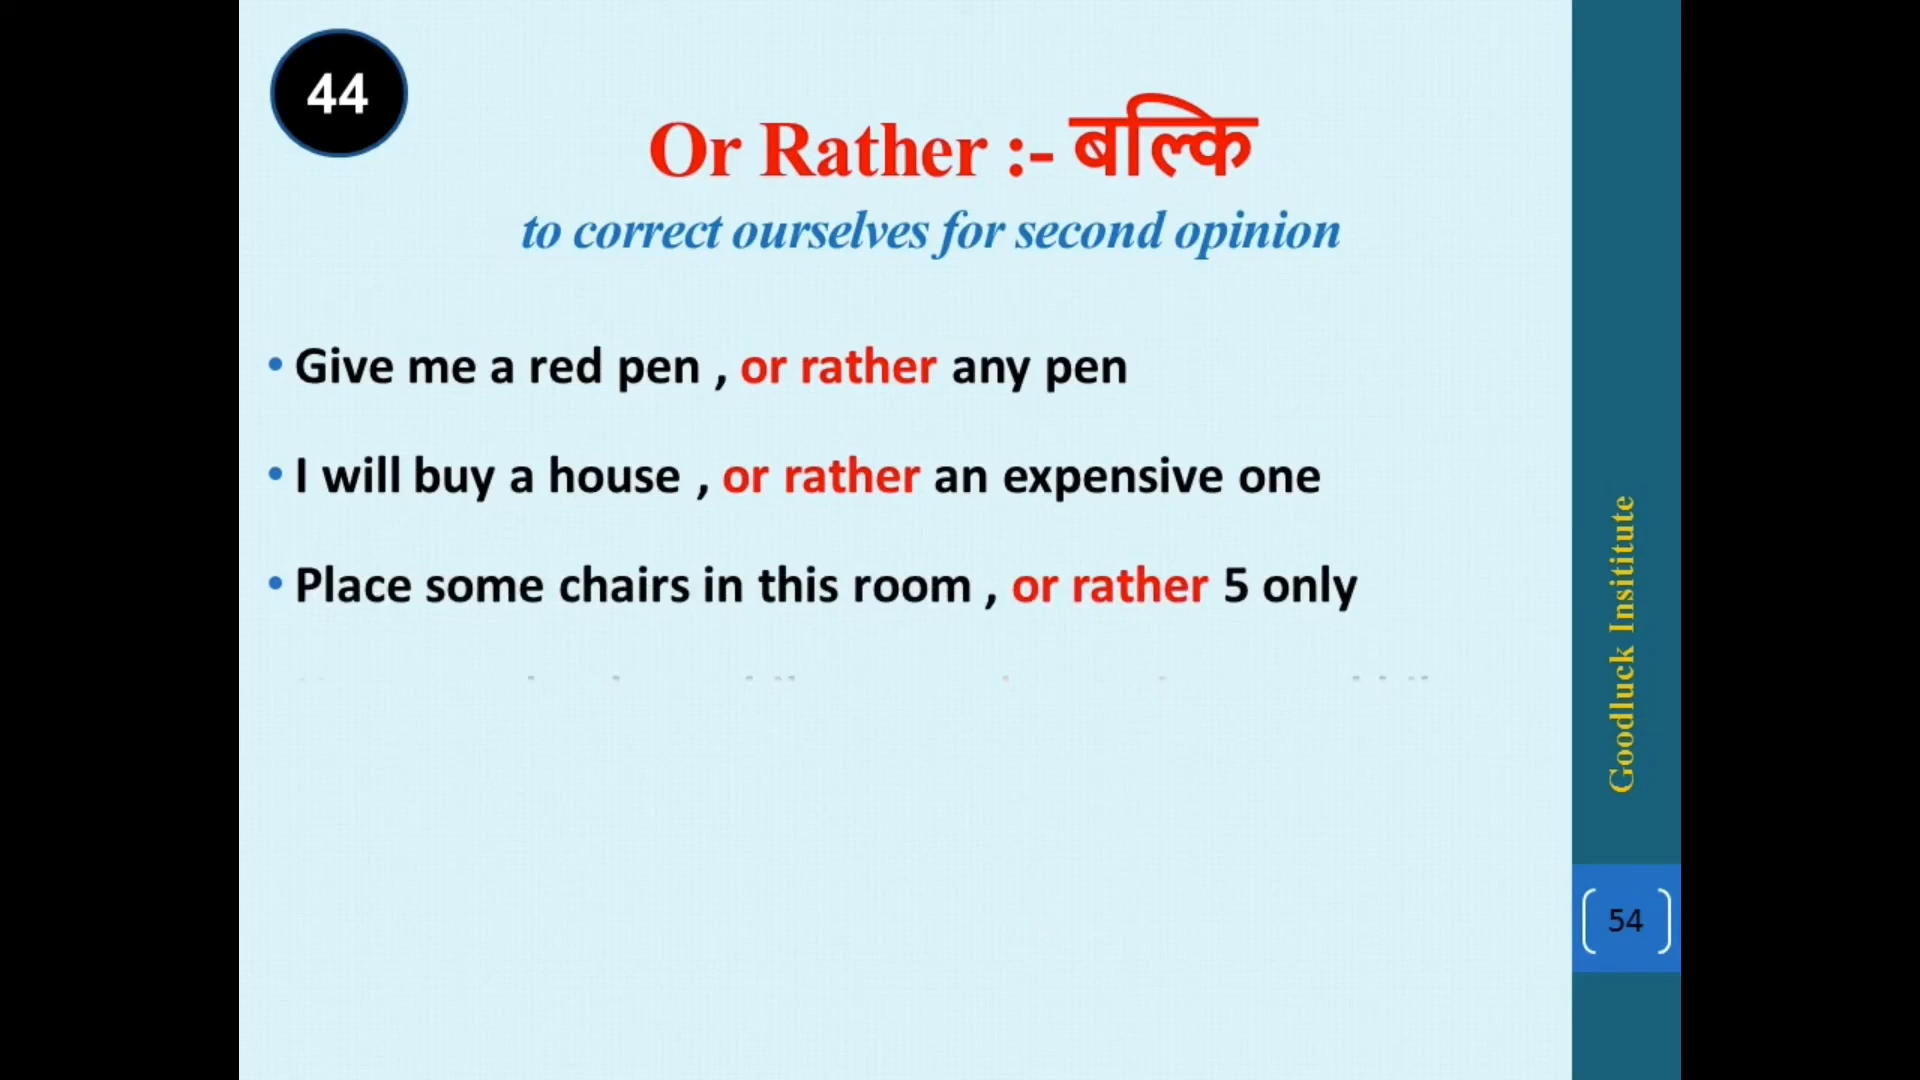 44
Or Rather :- बल्कि
to correct ourselves for second opinion
• Give me a red pen , or rather any pen
• I will buy a house , or rather an expensive one
• Place some chairs in this room , or rather 5 only
Goodluck Insititute
54